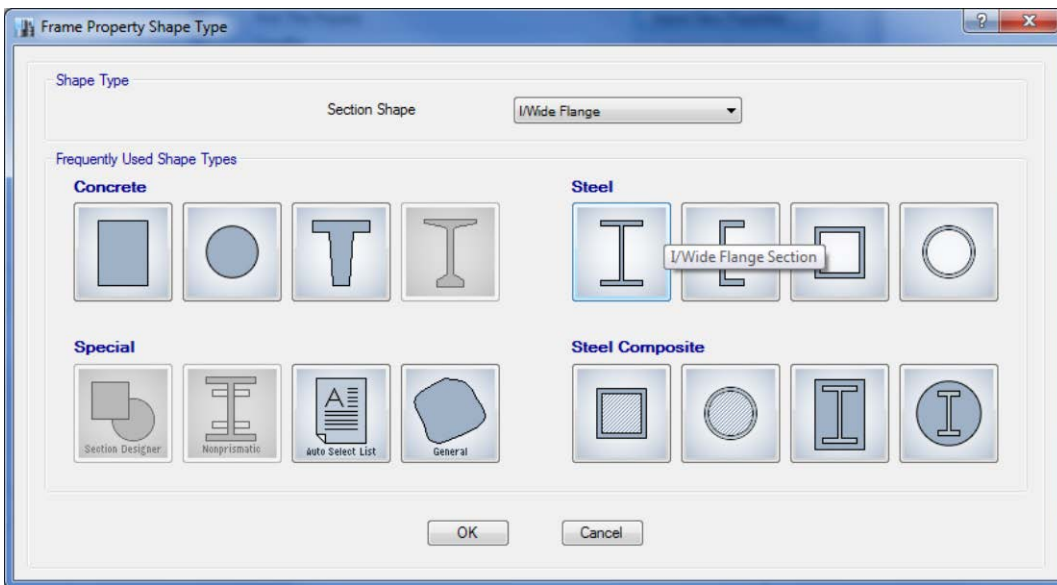 Frame Property Shape Type
Shape Type
Section Shape
I/Wide Flange
Frequently Used Shape Types
Concrete
Steel
I/Wide Flange Section
Special
Steel Composite
Section Designer
Nonprismatic
A
Auto Select List
General
OK
Cancel